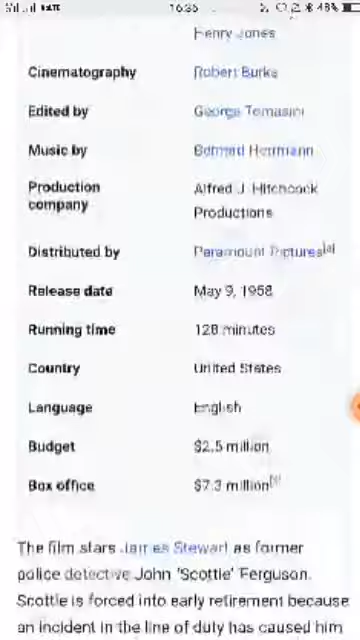 16:35
48%
Henry Jones
Cinematography Robert Burks
Edited by George Tomasini
Music by Bernard Herrmann
Production company Alfred J. Hitchcock Productions
Distributed by Paramount Pictures[a]
Release date May 9, 1958
Running time 128 minutes
Country United States
Language English
Budget $2.5 million
Box office $7.3 million
The film stars James Stewart as former
police detective John 'Scottie' Ferguson.
Scottie is forced into early retirement because
an incident in the line of duty has caused him